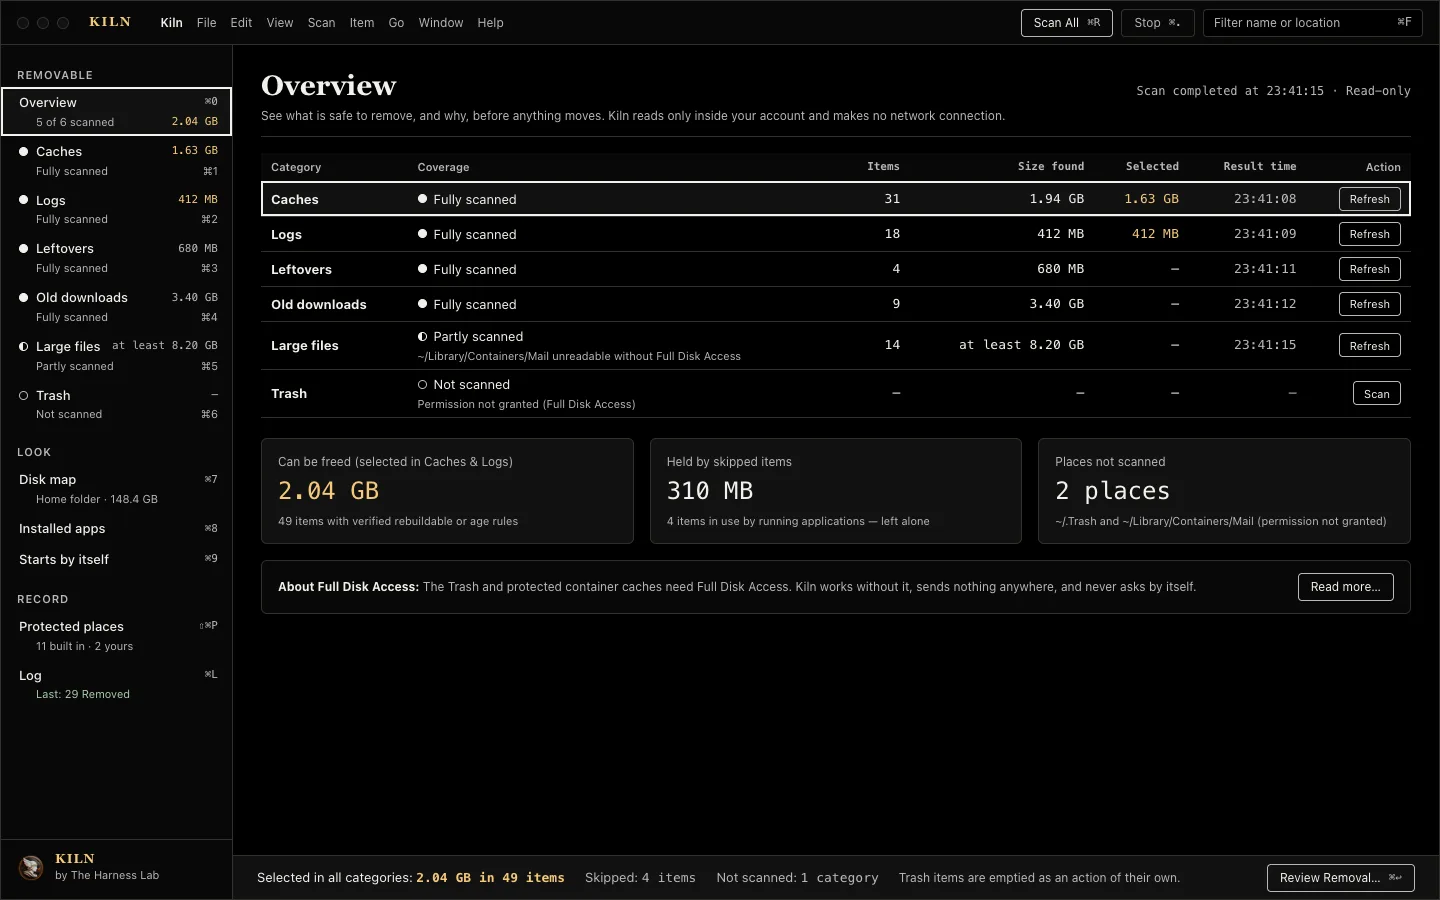 KILN Kiln File Edit View Scan Item Go Window Help Scan All ⌘R Stop ⌘. Filter name or location ⌘F
REMOVABLE
Overview ⌘0
5 of 6 scanned 2.04 GB
Caches 1.63 GB
Fully scanned ⌘1
Logs 412 MB
Fully scanned ⌘2
Leftovers 680 MB
Fully scanned ⌘3
Old downloads 3.40 GB
Fully scanned ⌘4
Large files at least 8.20 GB
Partly scanned ⌘5
Trash —
Not scanned ⌘6
LOOK
Disk map ⌘7
Home folder · 148.4 GB
Installed apps ⌘8
Starts by itself ⌘9
RECORD
Protected places ⇧⌘P
11 built in · 2 yours
Log ⌘L
Last: 29 Removed
KILN
by The Harness Lab
Overview
Scan completed at 23:41:15 · Read-only
See what is safe to remove, and why, before anything moves. Kiln reads only inside your account and makes no network connection.
Category Coverage Items Size found Selected Result time Action
Caches Fully scanned 31 1.94 GB 1.63 GB 23:41:08 Refresh
Logs Fully scanned 18 412 MB 412 MB 23:41:09 Refresh
Leftovers Fully scanned 4 680 MB — 23:41:11 Refresh
Old downloads Fully scanned 9 3.40 GB — 23:41:12 Refresh
Large files Partly scanned 14 at least 8.20 GB — 23:41:15 Refresh
~/Library/Containers/Mail unreadable without Full Disk Access
Trash Not scanned — — — — Scan
Permission not granted (Full Disk Access)
Can be freed (selected in Caches & Logs)
2.04 GB
49 items with verified rebuildable or age rules
Held by skipped items
310 MB
4 items in use by running applications — left alone
Places not scanned
2 places
~/.Trash and ~/Library/Containers/Mail (permission not granted)
About Full Disk Access: The Trash and protected container caches need Full Disk Access. Kiln works without it, sends nothing anywhere, and never asks by itself. Read more…
Selected in all categories: 2.04 GB in 49 items Skipped: 4 items Not scanned: 1 category Trash items are emptied as an action of their own. Review Removal… ⌘↩